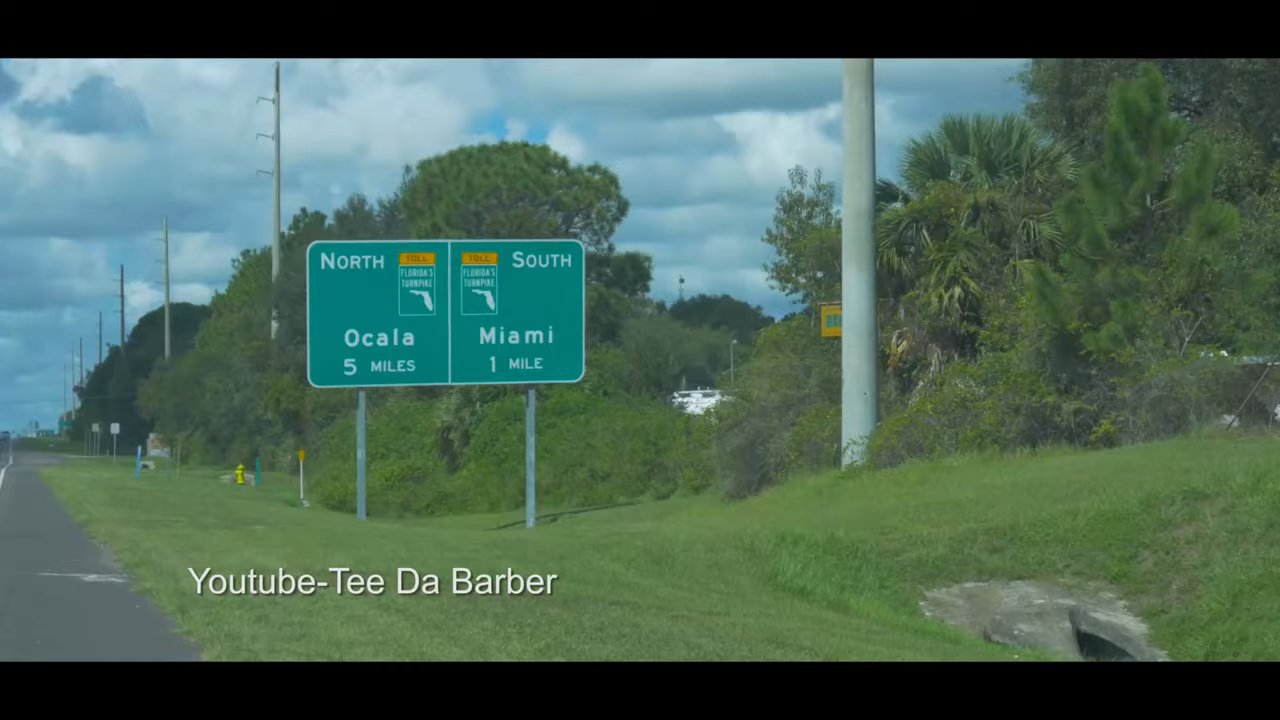 NORTH
TOLL
FLORIDA'S
TURNPIKE
Ocala
5 MILES
TOLL
SOUTH
FLORIDA'S
TURNPIKE
Miami
1 MILE
Youtube-Tee Da Barber